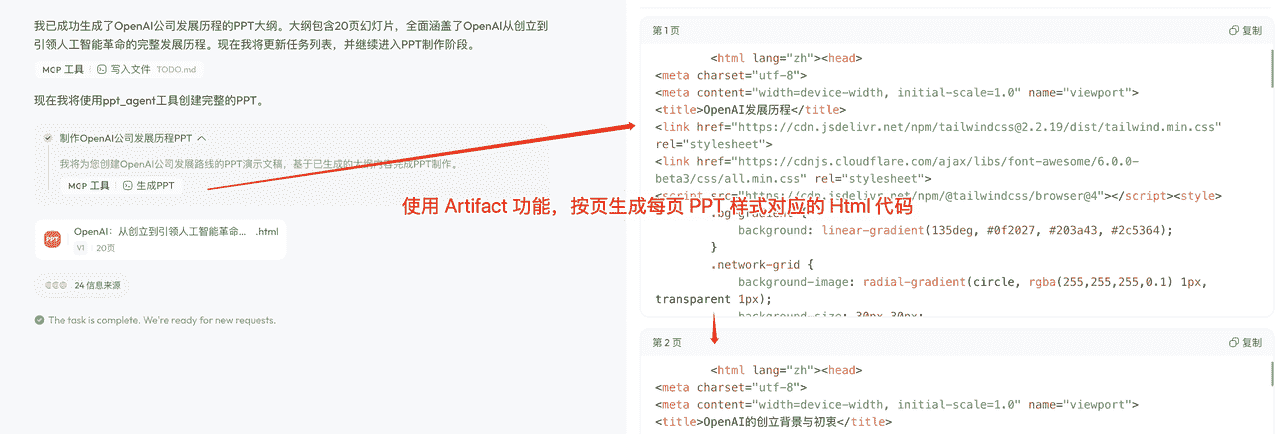 我已成功生成了OpenAI公司发展历程的PPT大纲。大纲包含20页幻灯片，全面涵盖了OpenAI从创立到
引领人工智能革命的完整发展历程。现在我将更新任务列表，并继续进入PPT制作阶段。
MCP 工具 写入文件 TODO.md
现在我将使用ppt_agent工具创建完整的PPT。
制作OpenAI公司发展历程PPT
我将为您创建OpenAI公司发展路线的PPT演示文稿，基于已生成的大纲内容完成PPT制作。
MCP 工具 生成PPT
OpenAI：从创立到引领人工智能革命... .html
V1 20页
24 信息来源
The task is complete. We're ready for new requests.
使用 Artifact 功能，按页生成每页 PPT 样式对应的 Html 代码
第 1 页 复制
<html lang="zh"><head>
<meta charset="utf-8">
<meta content="width=device-width, initial-scale=1.0" name="viewport">
<title>OpenAI发展历程</title>
<link href="https://cdn.jsdelivr.net/npm/tailwindcss@2.2.19/dist/tailwind.min.css"
rel="stylesheet">
<link href="https://cdnjs.cloudflare.com/ajax/libs/font-awesome/6.0.0-
beta3/css/all.min.css" rel="stylesheet">
<script src="https://cdn.jsdelivr.net/npm/@tailwindcss/browser@4"></script><style>
.bg-gradient {
background: linear-gradient(135deg, #0f2027, #203a43, #2c5364);
}
.network-grid {
background-image: radial-gradient(circle, rgba(255,255,255,0.1) 1px,
transparent 1px);
background-size: 30px 30px;
第 2 页 复制
<html lang="zh"><head>
<meta charset="utf-8">
<meta content="width=device-width, initial-scale=1.0" name="viewport">
<title>OpenAI的创立背景与初衷</title>